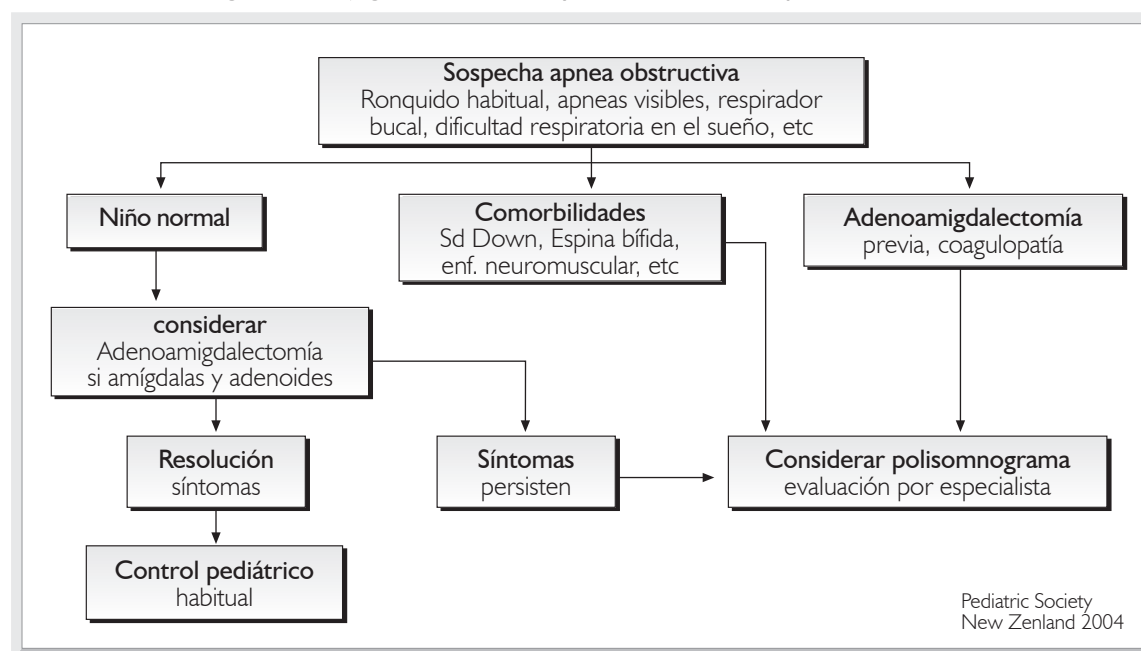 Sospecha apnea obstructiva
Ronquido habitual, apneas visibles, respirador
bucal, dificultad respiratoria en el sueño, etc
Niño normal
Comorbilidades
Sd Down, Espina bífida,
enf. neuromuscular, etc
Adenoamigdalectomía
previa, coagulopatía
considerar
Adenoamigdalectomía
si amígdalas y adenoides
Resolución
síntomas
Síntomas
persisten
Considerar polisomnograma
evaluación por especialista
Control pediátrico
habitual
Pediatric Society
New Zenland 2004